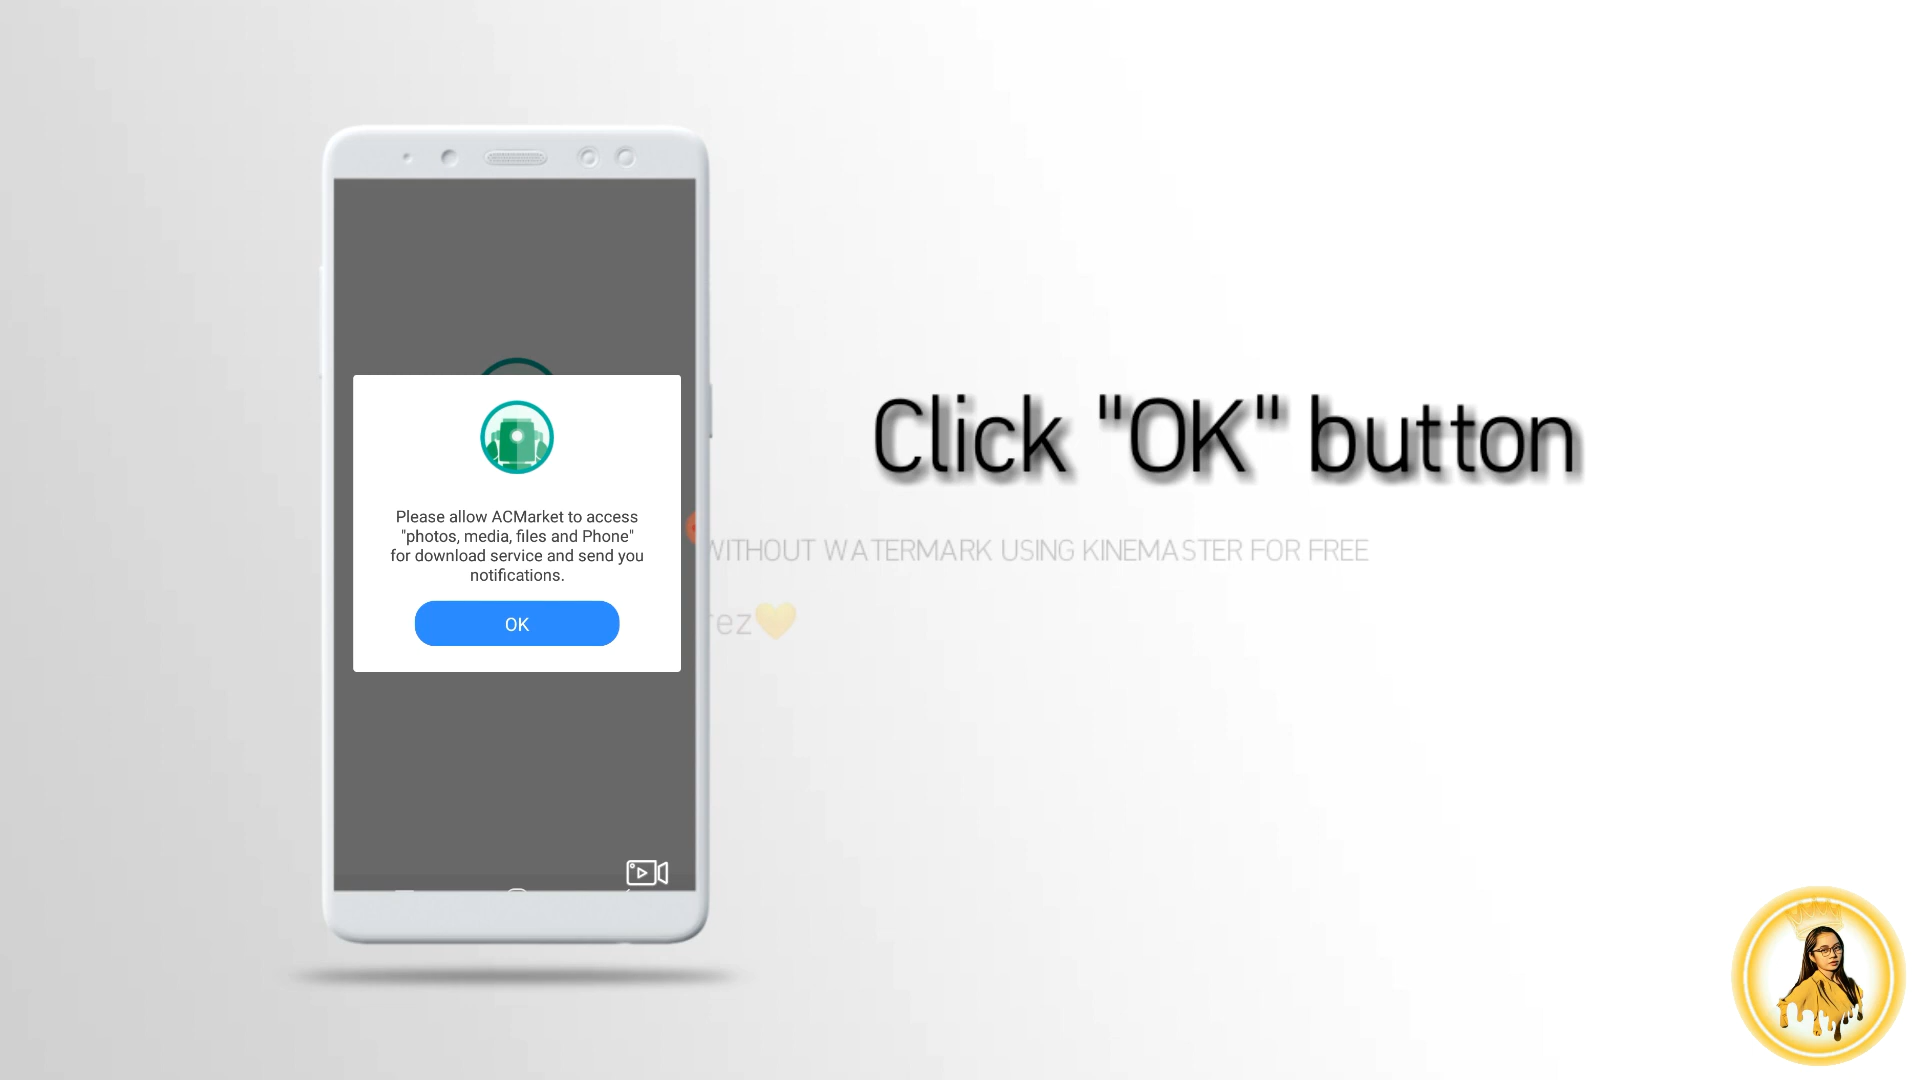 Click "OK" button
Please allow ACMarket to access
"photos, media, files and Phone"
for download service and send you
notifications.
OK
WITHOUT WATERMARK USING KINEMASTER FOR FREE